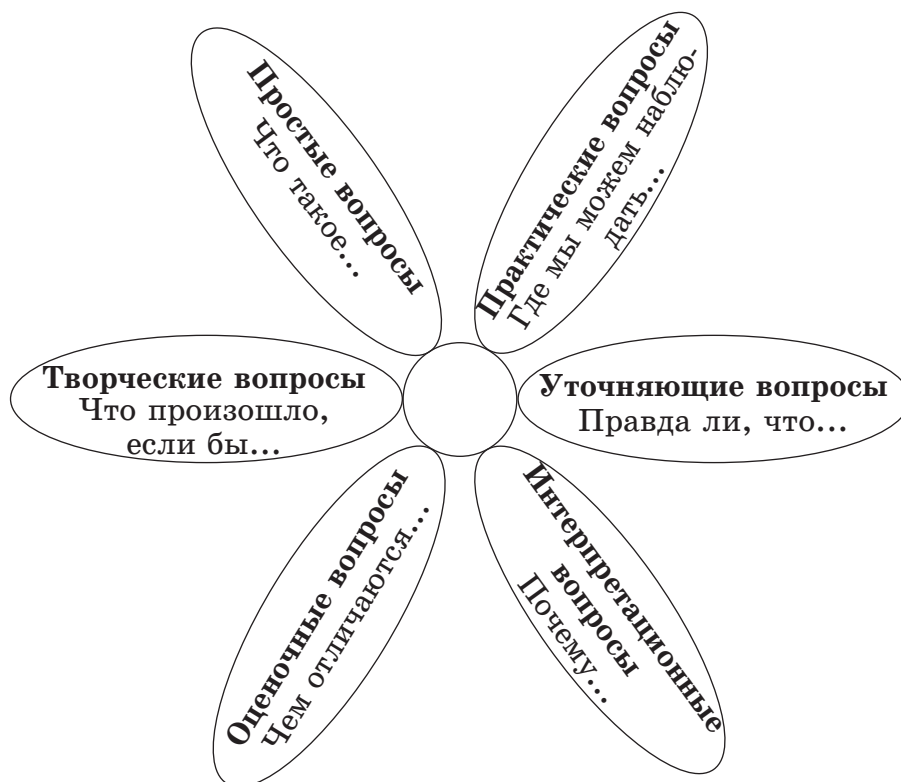 Простые вопросы
Что такое...
Практические вопросы
Где мы можем наблю-
дать...
Творческие вопросы
Что произошло,
если бы...
Уточняющие вопросы
Правда ли, что...
Оценочные вопросы
Чем отличаются...
Интерпретационные
вопросы
Почему...